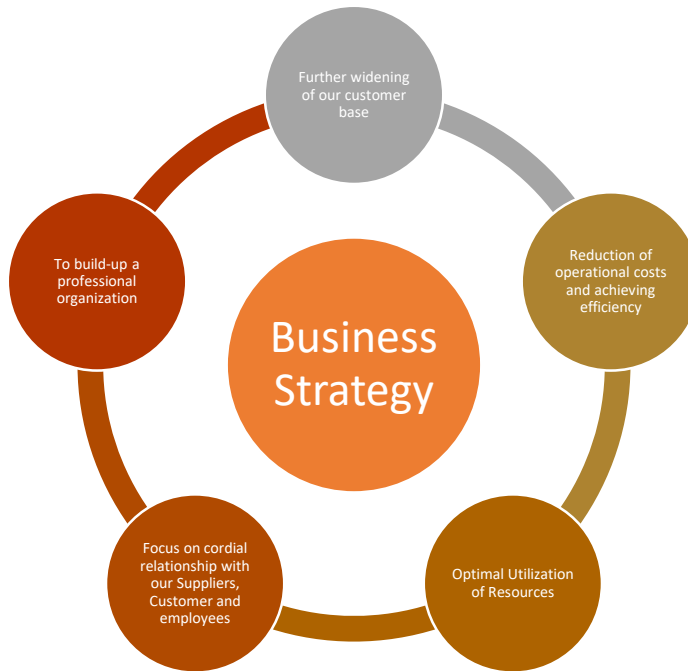 Further widening
of our customer
base
Reduction of
operational costs
and achieving
efficiency
Optimal Utilization
of Resources
Focus on cordial
relationship with
our Suppliers,
Customer and
employees
To build-up a
professional
organization
Business
Strategy